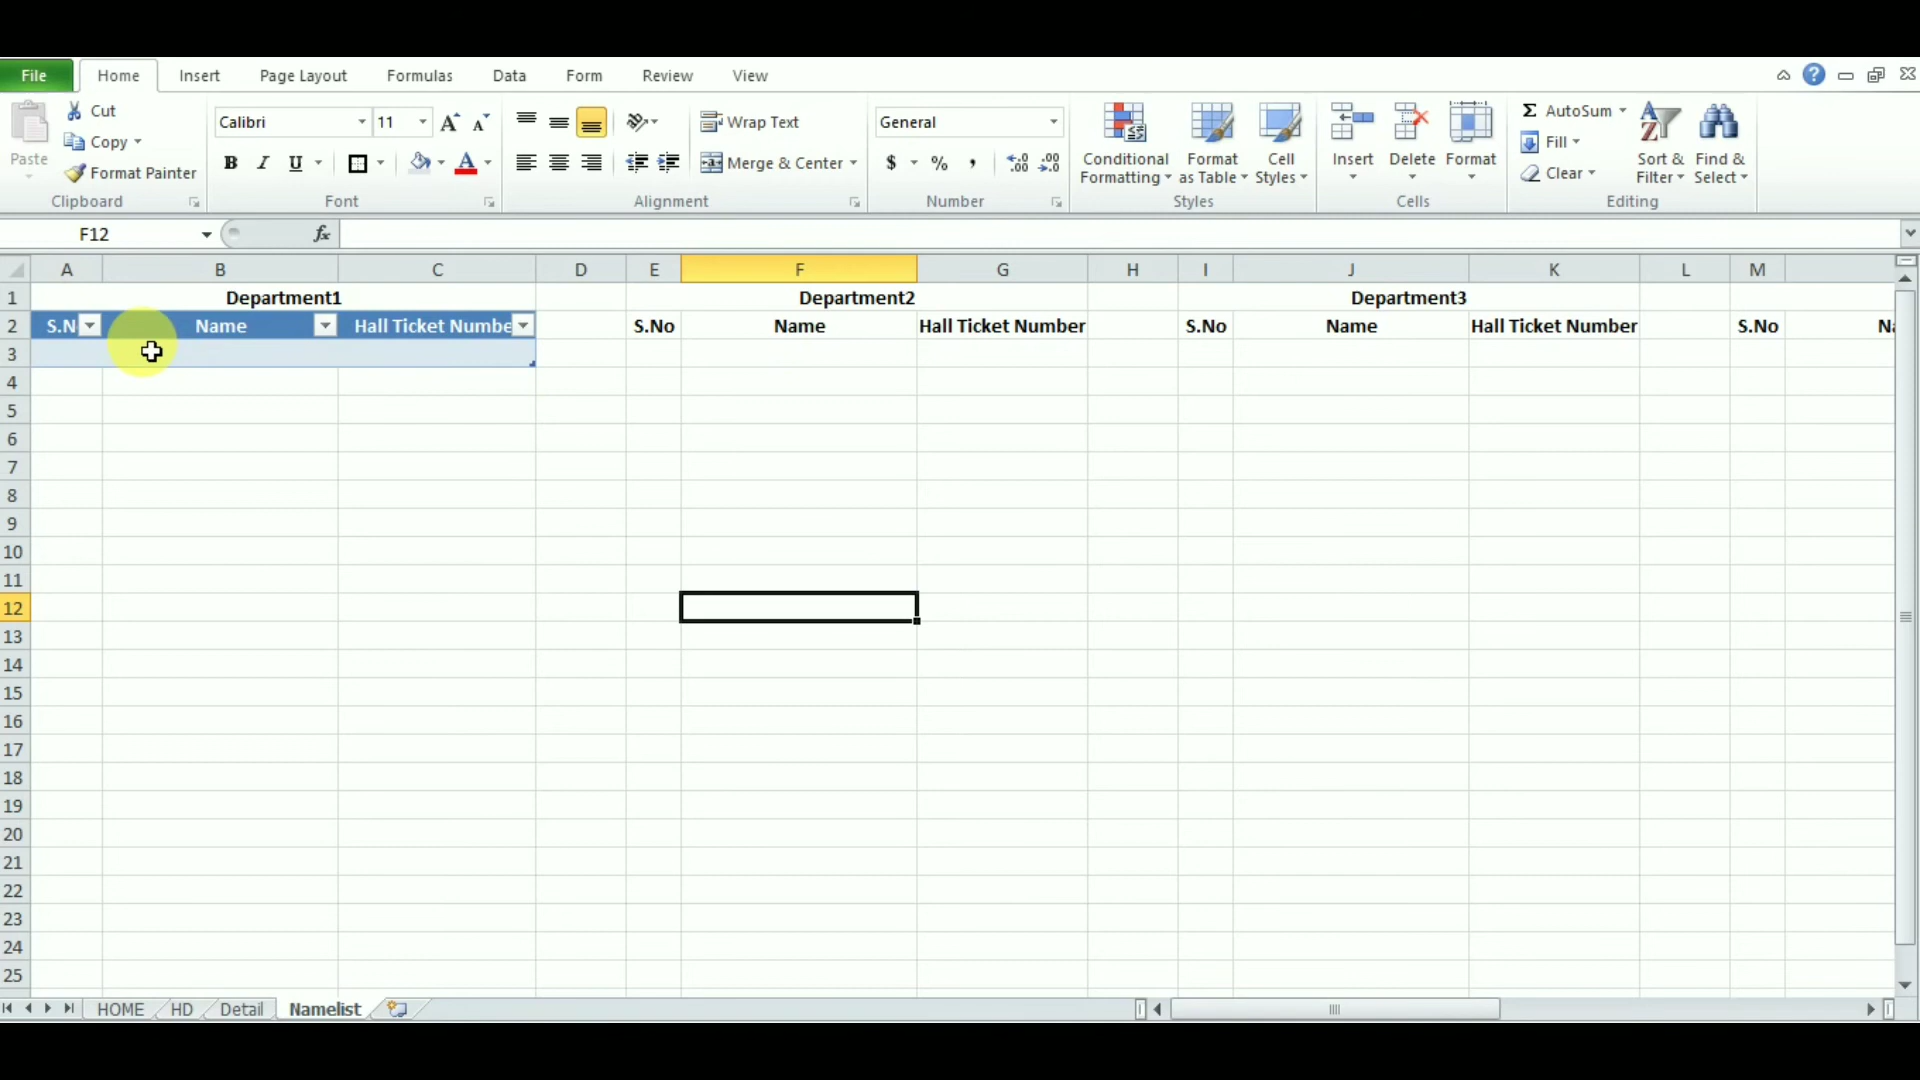 File Home Insert Page Layout Formulas Data Form Review View
Paste Cut Copy Format Painter Clipboard
Calibri 11 B I U A Font
Wrap Text Merge & Center Alignment
General $ % , Number
Conditional Formatting Format as Table Cell Styles Styles
Insert Delete Format Cells
Σ AutoSum Fill Clear Sort & Filter Find & Select Editing
F12 fx
A B C D E F G H I J K L M
1 Department1 Department2 Department3
2 S.N Name Hall Ticket Numbe S.No Name Hall Ticket Number S.No Name Hall Ticket Number S.No Na
3
4
5
6
7
8
9
10
11
12
13
14
15
16
17
18
19
20
21
22
23
24
25
HOME HD Detail Namelist